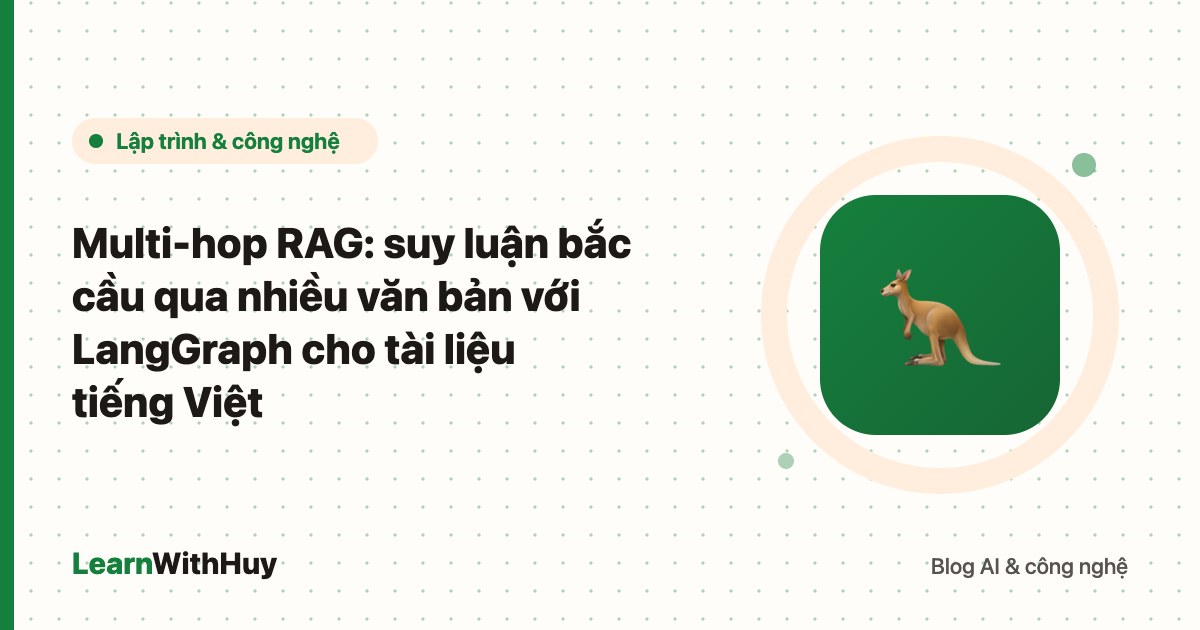 Lập trình & công nghệ
Multi-hop RAG: suy luận bắc
cầu qua nhiều văn bản với
LangGraph cho tài liệu
tiếng Việt
LearnWithHuy
Blog AI & công nghệ